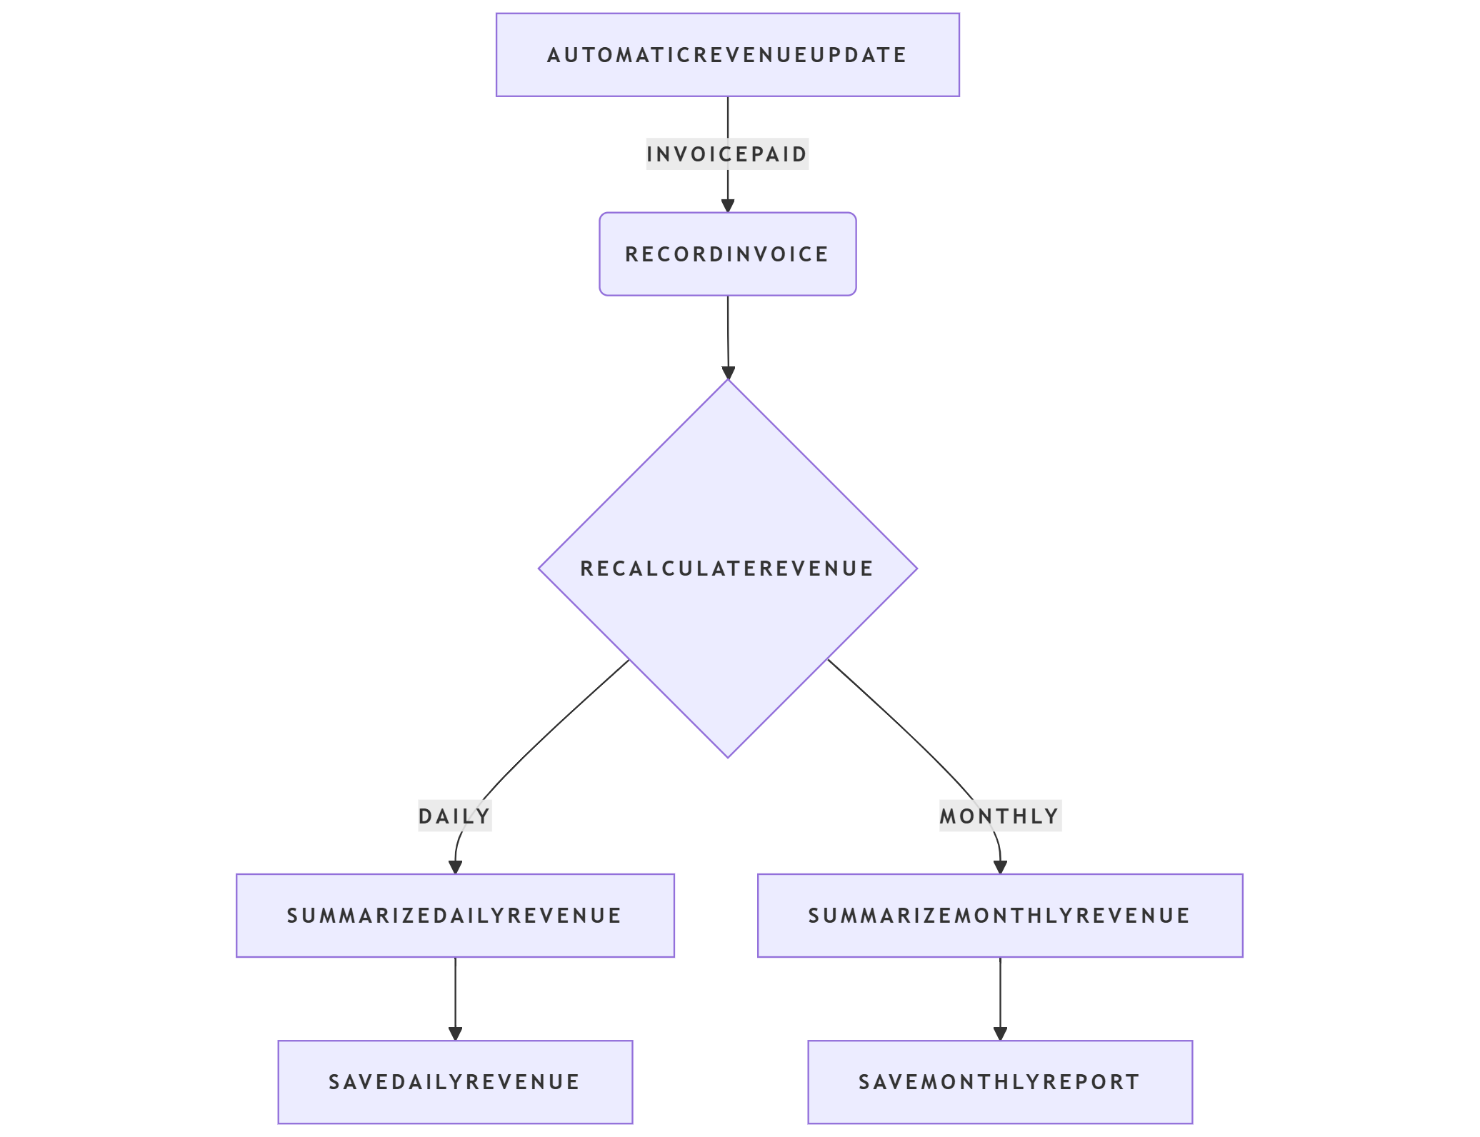 AUTOMATICREVENUEUPDATE
INVOICEPAID
RECORDINVOICE
RECALCULATEREVENUE
DAILY
MONTHLY
SUMMARIZEDAILYREVENUE
SUMMARIZEMONTHLYREVENUE
SAVEDAILYREVENUE
SAVEMONTHLYREPORT